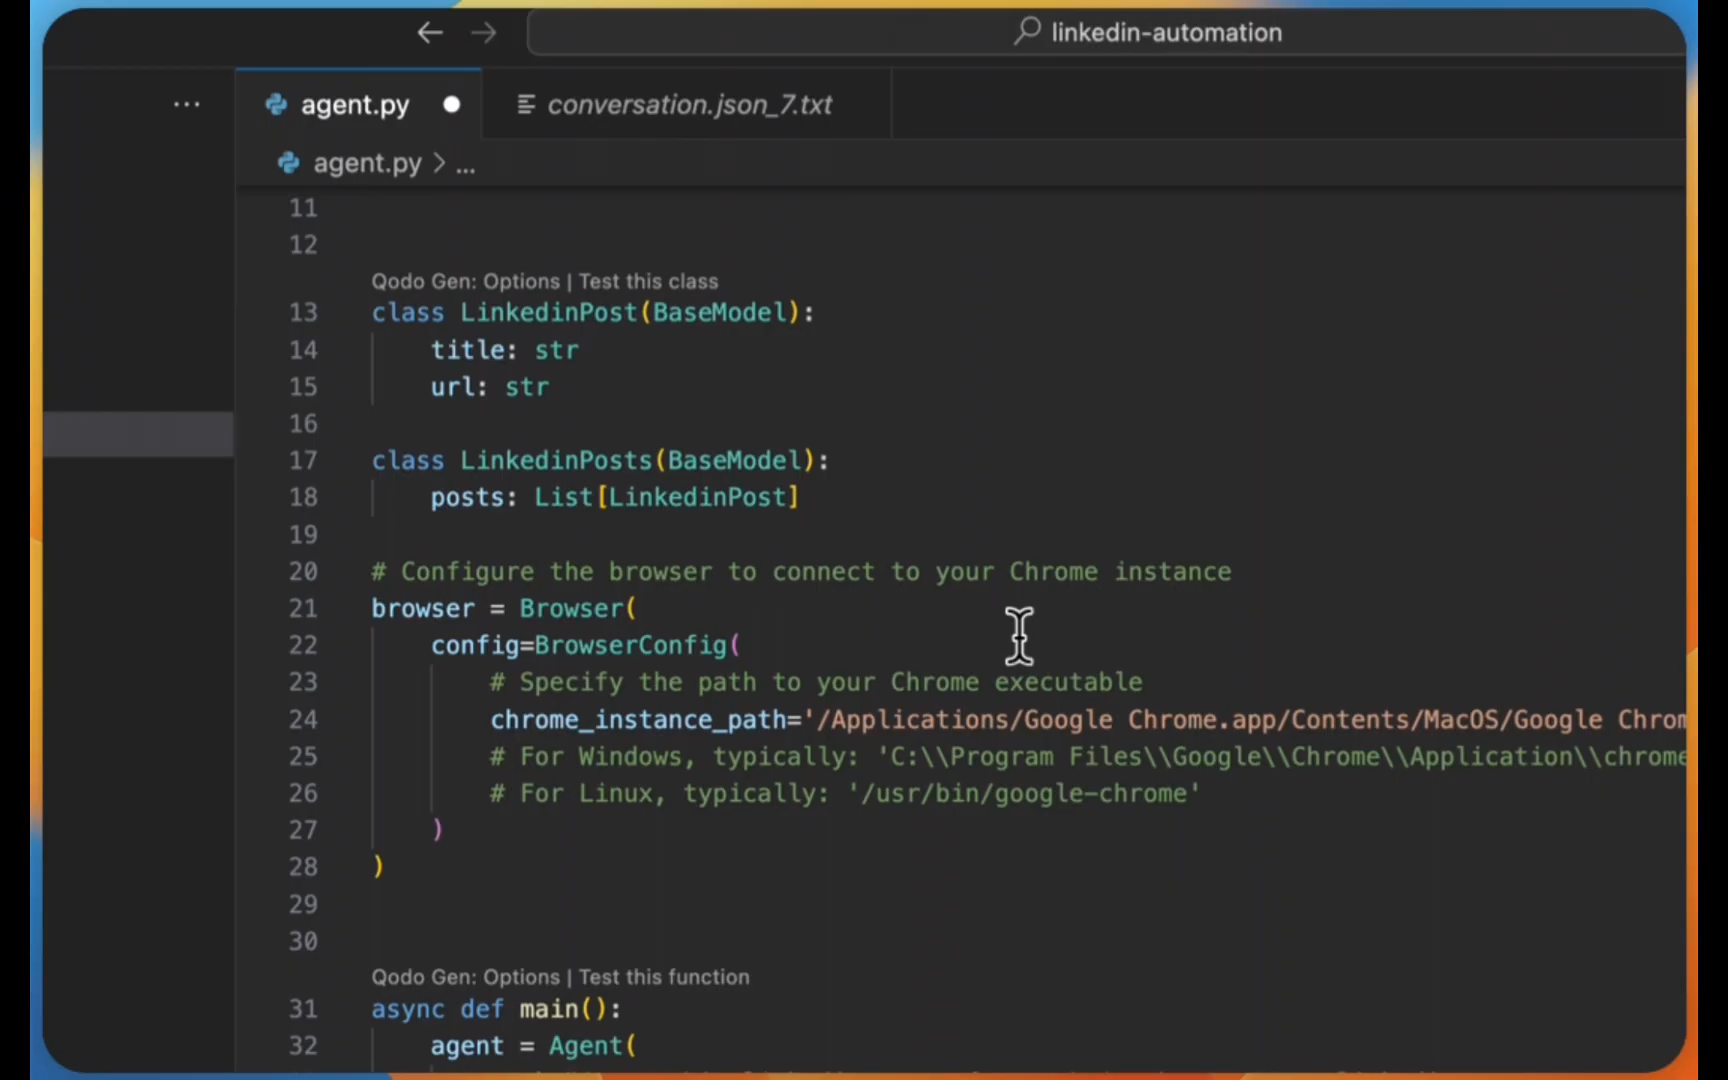 linkedin-automation
... agent.py conversation.json_7.txt
agent.py > ...
11
12
Qodo Gen: Options | Test this class
13 class LinkedinPost(BaseModel):
14 title: str
15 url: str
16
17 class LinkedinPosts(BaseModel):
18 posts: List[LinkedinPost]
19
20 # Configure the browser to connect to your Chrome instance
21 browser = Browser(
22 config=BrowserConfig(
23 # Specify the path to your Chrome executable
24 chrome_instance_path='/Applications/Google Chrome.app/Contents/MacOS/Google Chrom
25 # For Windows, typically: 'C:\\Program Files\\Google\\Chrome\\Application\\chrome
26 # For Linux, typically: '/usr/bin/google-chrome'
27 )
28 )
29
30
Qodo Gen: Options | Test this function
31 async def main():
32 agent = Agent(